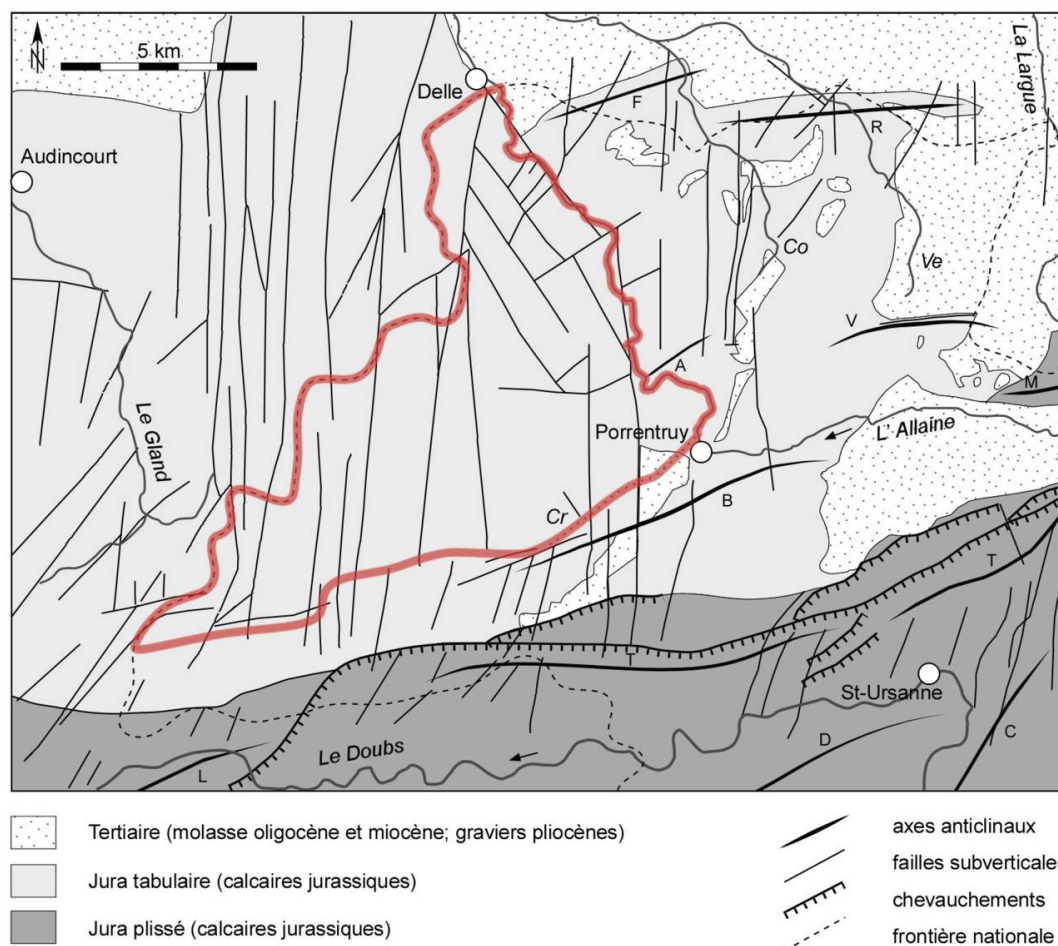 N
5 km
La Largue
Delle
F
R
Audincourt
Co
Ve
V
A
M
Le Gland
Porrentruy
L' Allaine
B
Cr
T
T
St-Ursanne
Le Doubs
D
C
L
Tertiaire (molasse oligocène et miocène; graviers pliocènes)
Jura tabulaire (calcaires jurassiques)
Jura plissé (calcaires jurassiques)
axes anticlinaux
failles subverticale
chevauchements
frontière nationale